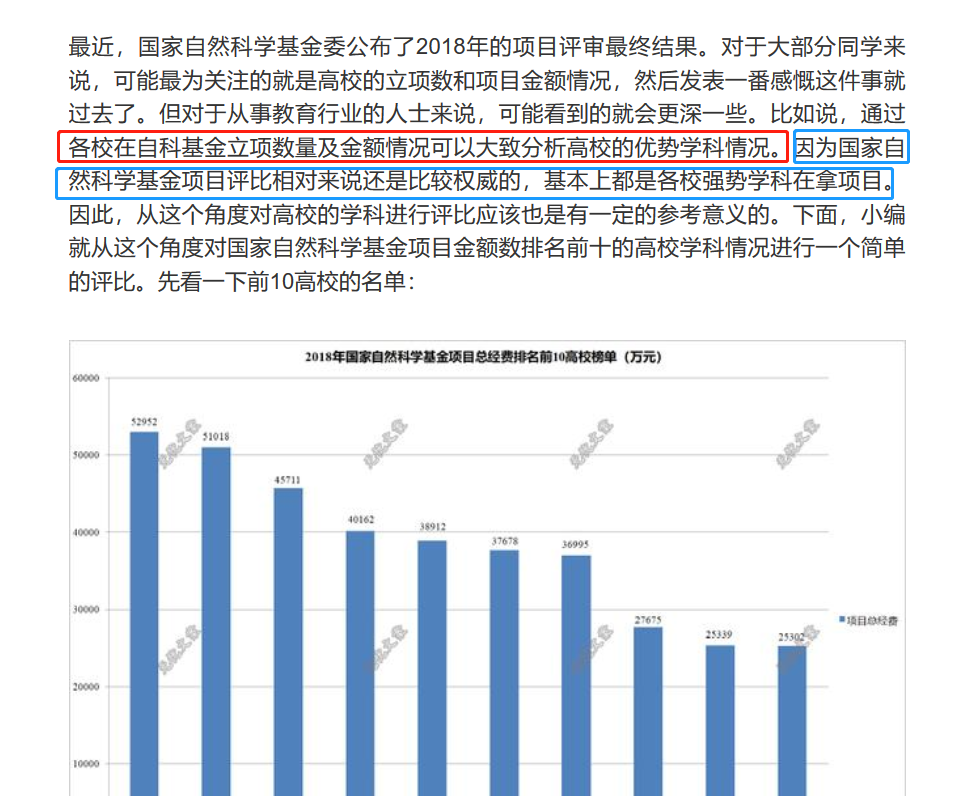 最近，国家自然科学基金委公布了2018年的项目评审最终结果。对于大部分同学来
说，可能最为关注的就是高校的立项数和项目金额情况，然后发表一番感慨这件事就
过去了。但对于从事教育行业的人士来说，可能看到的就会更深一些。比如说，通过
各校在自科基金立项数量及金额情况可以大致分析高校的优势学科情况。因为国家自
然科学基金项目评比相对来说还是比较权威的，基本上都是各校强势学科在拿项目。
因此，从这个角度对高校的学科进行评比应该也是有一定的参考意义的。下面，小编
就从这个角度对国家自然科学基金项目金额数排名前十的高校学科情况进行一个简单
的评比。先看一下前10高校的名单：
2018年国家自然科学基金项目总经费排名前10高校榜单（万元）
60000
52952
51018
50000
45711
40162
40000
38912
37678
36995
30000
27675
25339
25302
项目总经费
20000
10000